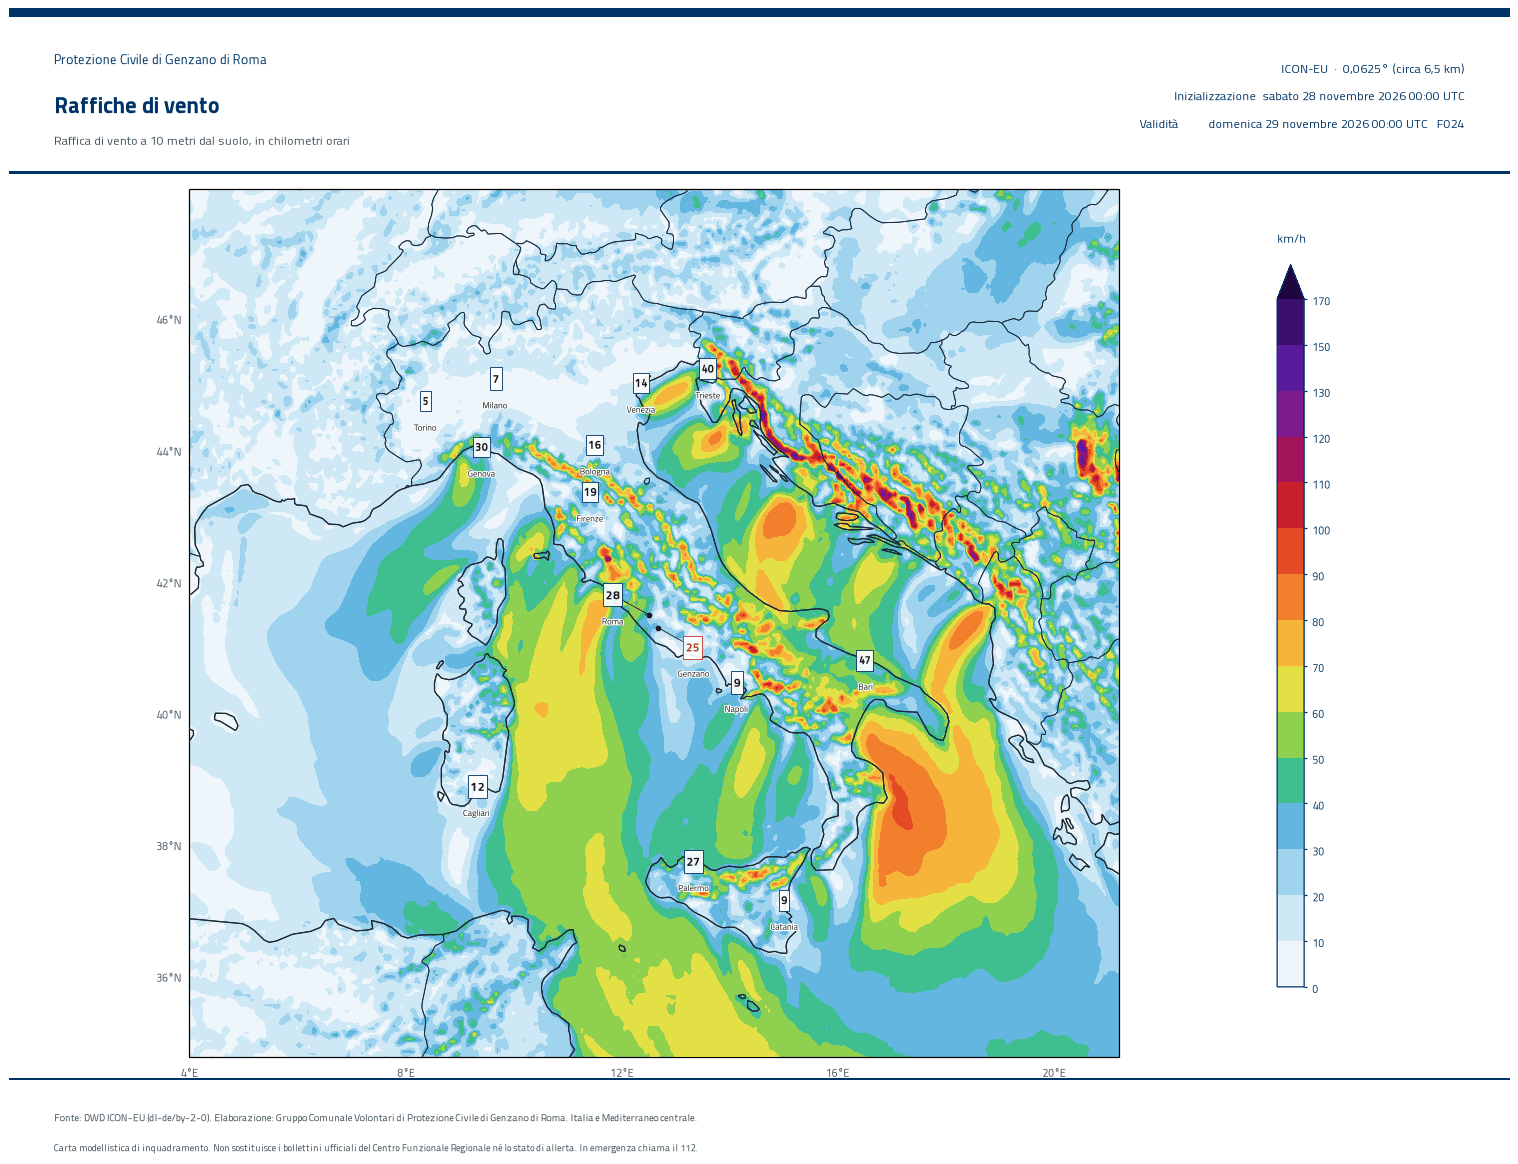 Protezione Civile di Genzano di Roma
Raffiche di vento
Raffica di vento a 10 metri dal suolo, in chilometri orari
ICON-EU · 0,0625° (circa 6,5 km)
Inizializzazione sabato 28 novembre 2026 00:00 UTC
Validità domenica 29 novembre 2026 00:00 UTC F024
km/h
170
150
130
120
110
100
90
80
70
60
50
40
30
20
10
0
46°N
44°N
42°N
40°N
38°N
36°N
4°E
8°E
12°E
16°E
20°E
40
Trieste
14
Venezia
7
Milano
5
Torino
30
Genova
16
Bologna
19
Firenze
28
Roma
25
Genzano
47
Bari
9
Napoli
12
Cagliari
27
Palermo
9
Catania
Fonte: DWD ICON-EU (dl-de/by-2-0). Elaborazione: Gruppo Comunale Volontari di Protezione Civile di Genzano di Roma. Italia e Mediterraneo centrale.
Carta modellistica di inquadramento. Non sostituisce i bollettini ufficiali del Centro Funzionale Regionale né lo stato di allerta. In emergenza chiama il 112.